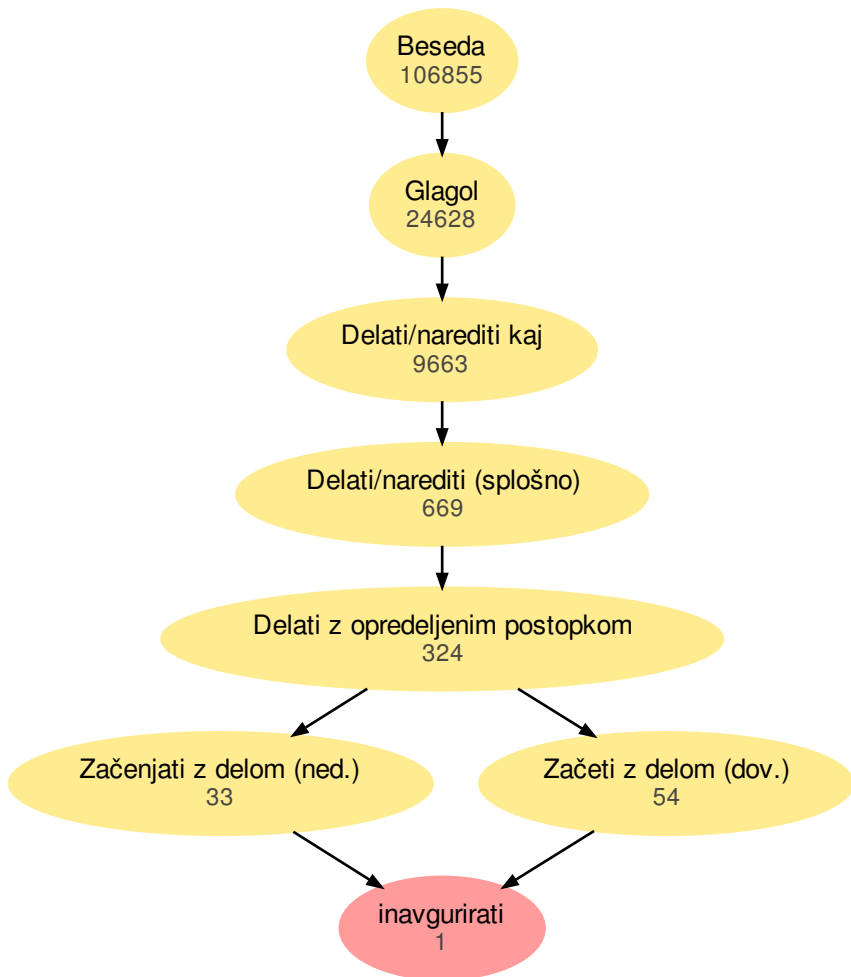 Beseda
106855
Glagol
24628
Delati/narediti kaj
9663
Delati/narediti (splošno)
669
Delati z opredeljenim postopkom
324
Začenjati z delom (ned.)
33
Začeti z delom (dov.)
54
inavgurirati
1